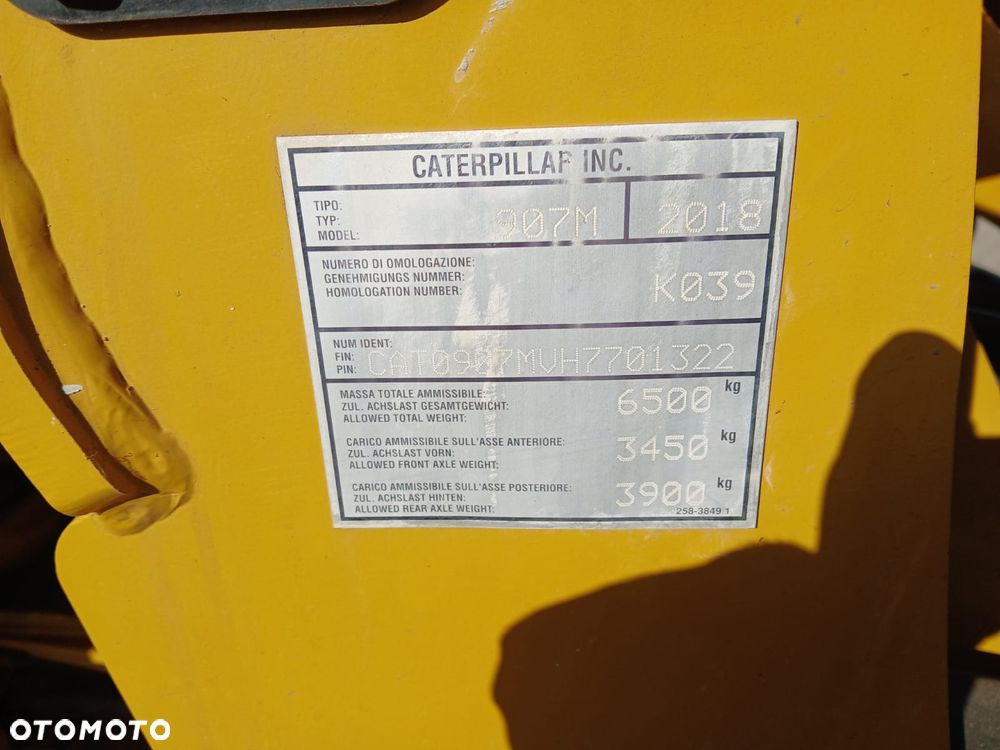 CATERPILLAR INC.
TIPO:
TYP:
MODEL: 907M 2018
NUMERO DI OMOLOGAZIONE:
GENEHMIGUNGS NUMMER:
HOMOLOGATION NUMBER: K039
NUM IDENT:
FIN:
PIN: CAT0907MVH7701322
MASSA TOTALE AMMISSIBILE:
ZUL. ACHSLAST GESAMTGEWICHT: 6500 kg
ALLOWED TOTAL WEIGHT:
CARICO AMMISSIBILE SULL'ASSE ANTERIORE:
ZUL. ACHSLAST VORN: 3450 kg
ALLOWED FRONT AXLE WEIGHT:
CARICO AMMISSIBILE SULL'ASSE POSTERIORE:
ZUL. ACHSLAST HINTEN: 3900 kg
ALLOWED REAR AXLE WEIGHT:
258-3849 1
OTOMOTO